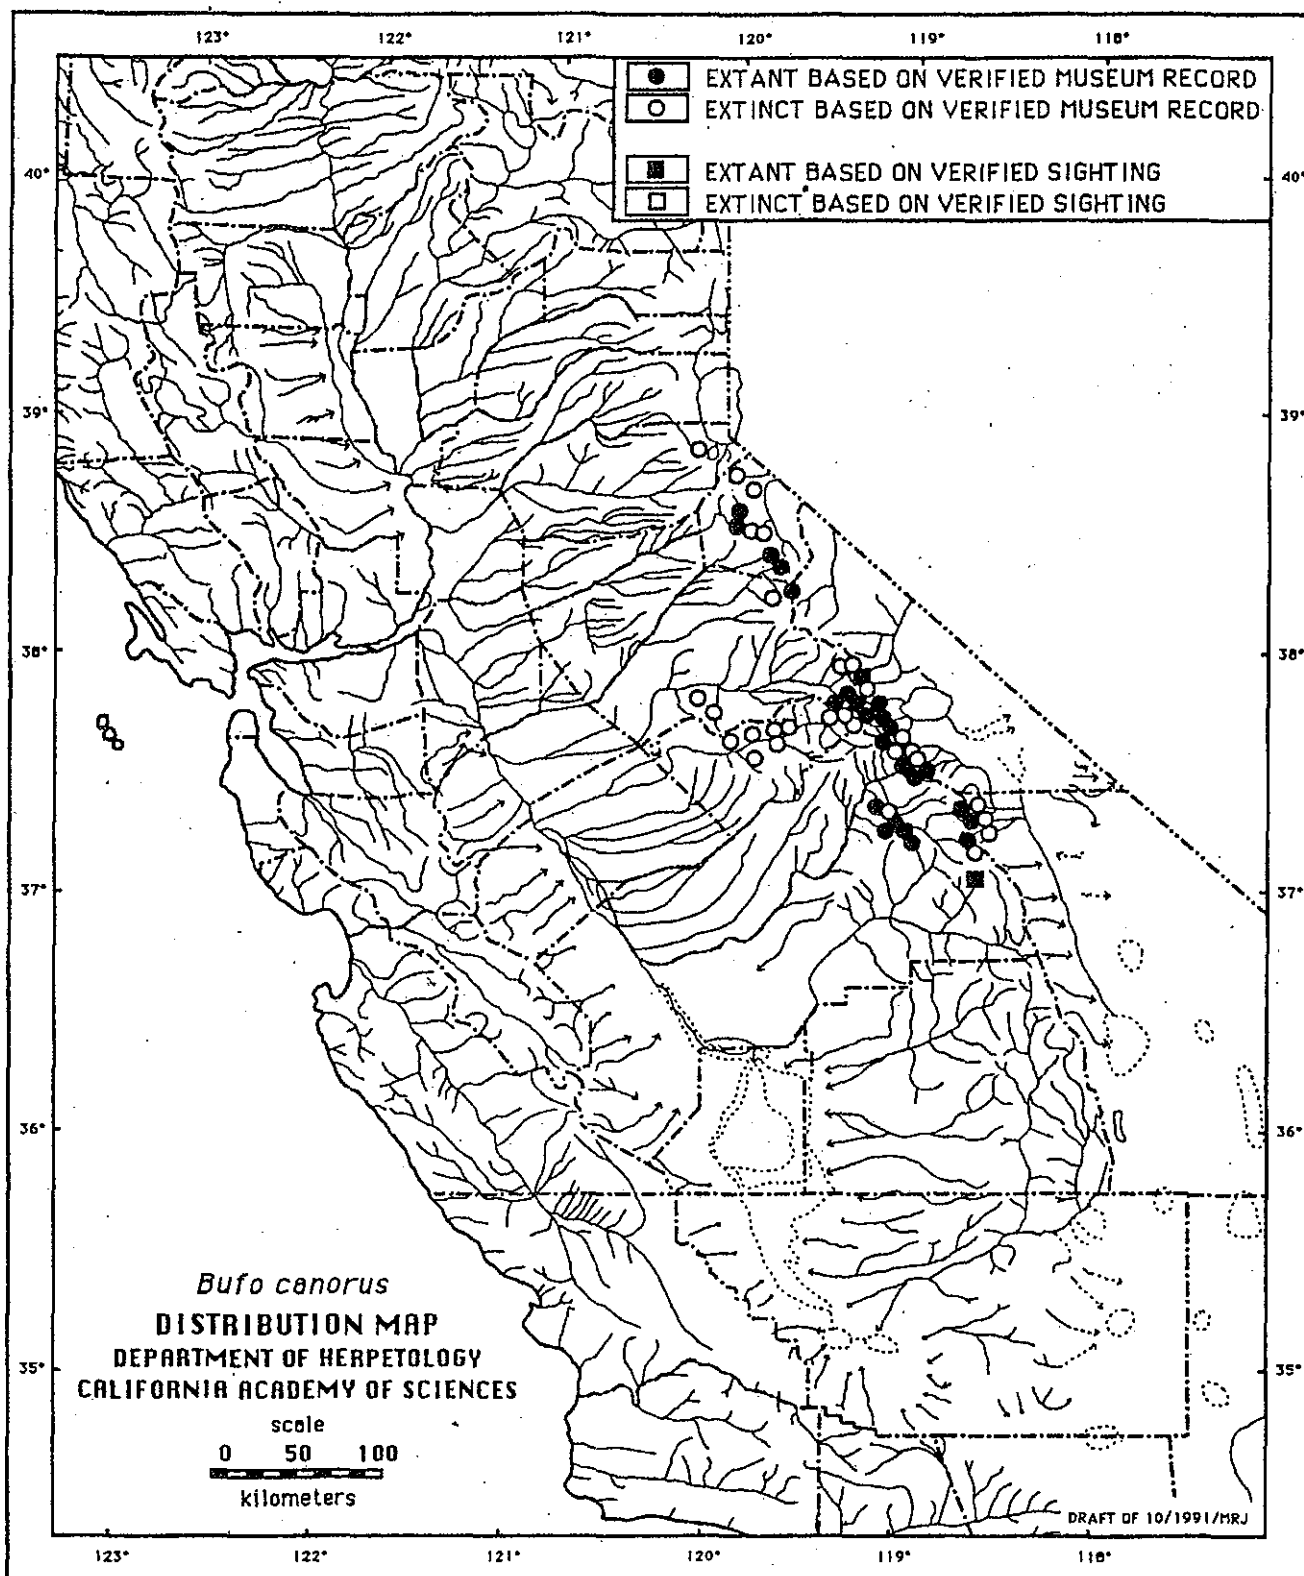 123° 122° 121° 120° 119° 118°
EXTANT BASED ON VERIFIED MUSEUM RECORD
EXTINCT BASED ON VERIFIED MUSEUM RECORD
EXTANT BASED ON VERIFIED SIGHTING
EXTINCT BASED ON VERIFIED SIGHTING
40° 40°
39° 39°
38° 38°
37° 37°
36° 36°
35° 35°
Bufo canorus
DISTRIBUTION MAP
DEPARTMENT OF HERPETOLOGY
CALIFORNIA ACADEMY OF SCIENCES
scale
0 50 100
kilometers
DRAFT OF 10/1991/MRJ
123° 122° 121° 120° 119° 118°